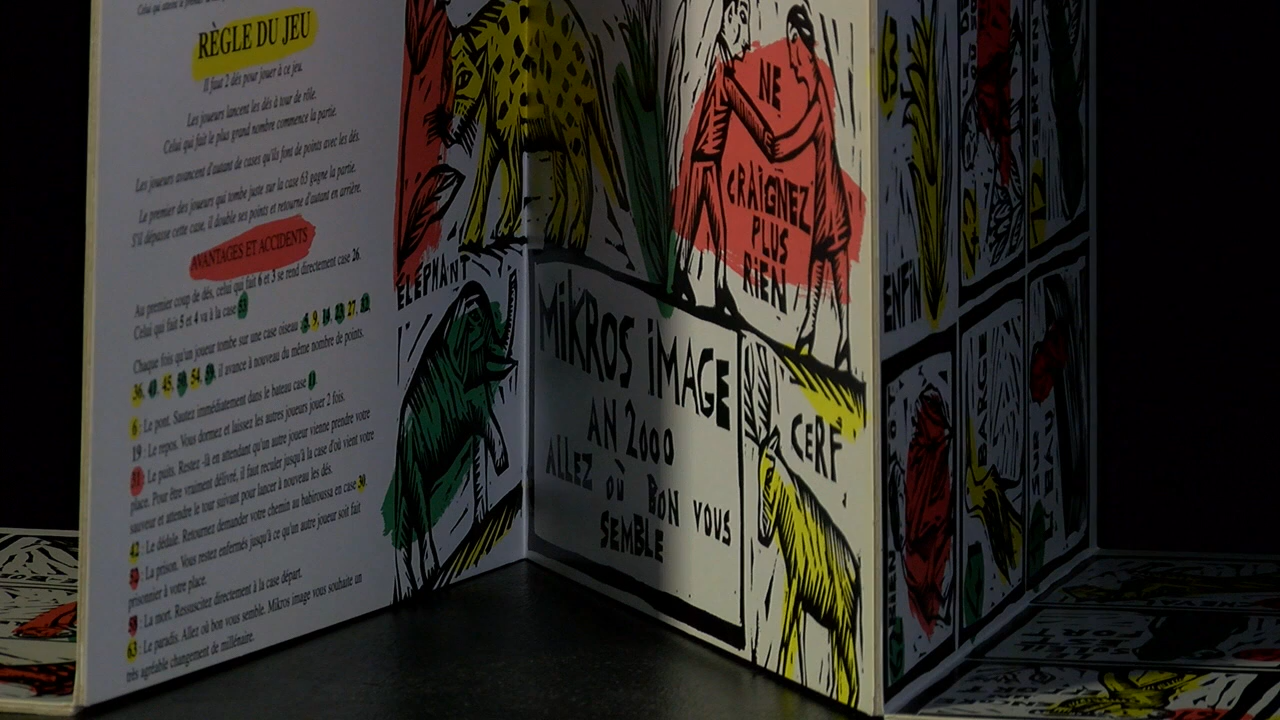 RÈGLE DU JEU
Il faut 2 dés pour jouer à ce jeu.
Les joueurs lancent les dés à tour de rôle.
Celui qui fait le plus grand nombre commence la partie.
Les joueurs avancent d'autant de cases qu'ils font de points avec les dés.
Le premier des joueurs qui tombe juste sur la case 63 gagne la partie.
S'il dépasse cette case, il double ses points et retourne d'autant en arrière.
AVANTAGES ET ACCIDENTS
Au premier coup de dés, celui qui fait 6 et 3 se rend directement case 26.
Celui qui fait 5 et 4 va à la case 53
Chaque fois qu'un joueur tombe sur une case oiseau 9, 27,
36, 45, 54, il avance à nouveau du même nombre de points.
6 : Le pont. Sautez immédiatement dans le bateau case
19 : Le repos. Vous dormez et laissez les autres joueurs jouer 2 fois.
31 : Le puits. Restez -là en attendant qu'un autre joueur vienne prendre votre
place. Pour être vraiment délivré, il faut reculer jusqu'à la case d'où vient votre
sauveur et attendre le tour suivant pour lancer à nouveau les dés.
42 : Le dédale. Retournez demander votre chemin au babiroussa en case 30.
: La prison. Vous restez enfermés jusqu'à ce qu'un autre joueur soit fait
prisonnier à votre place.
: La mort. Ressuscitez directement à la case départ.
63 : Le paradis. Allez où bon vous semble. Mikros image vous souhaite un
très agréable changement de millénaire.
ÉLÉPHANT
NE
CRAIGNEZ
PLUS
RIEN
MiKROS iMAGE
AN 2000
ALLEZ OÙ BON VOUS
SEMBLE
CERF
63
ENFIN
SERPENT
BARGE
SUR
EAU